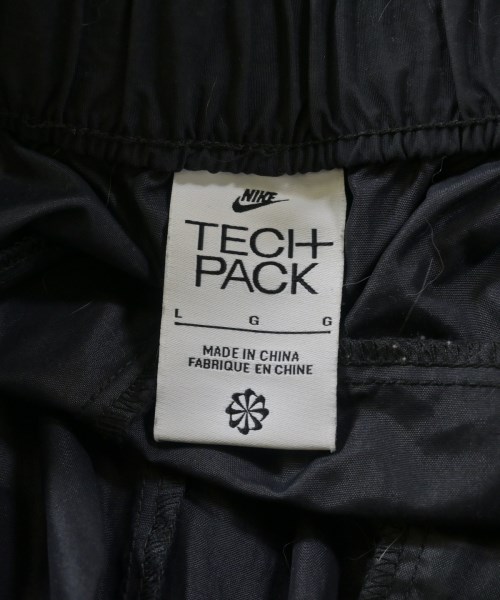 NIKE
TECH
PACK
L G G
MADE IN CHINA
FABRIQUE EN CHINE